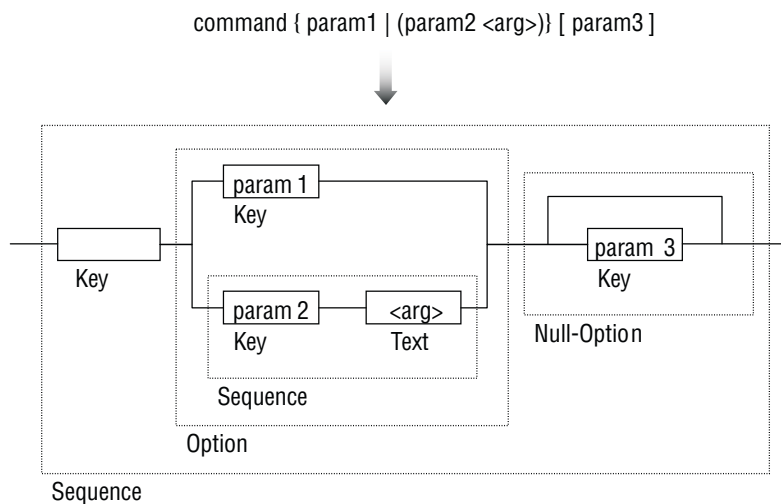 command { param1 | (param2 <arg>)} [ param3 ]
param 1
Key
param 3
Key
Key
param 2
Key
<arg>
Text
Null-Option
Sequence
Option
Sequence